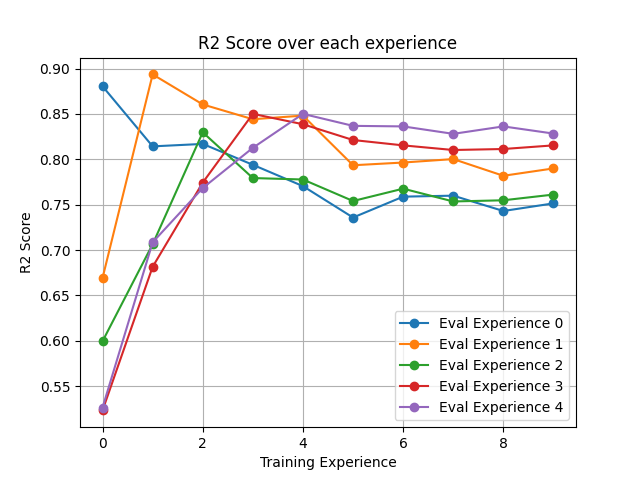 R2 Score over each experience
R2 Score
0.90
0.85
0.80
0.75
0.70
0.65
0.60
0.55
0 2 4 6 8
Training Experience
Eval Experience 0
Eval Experience 1
Eval Experience 2
Eval Experience 3
Eval Experience 4